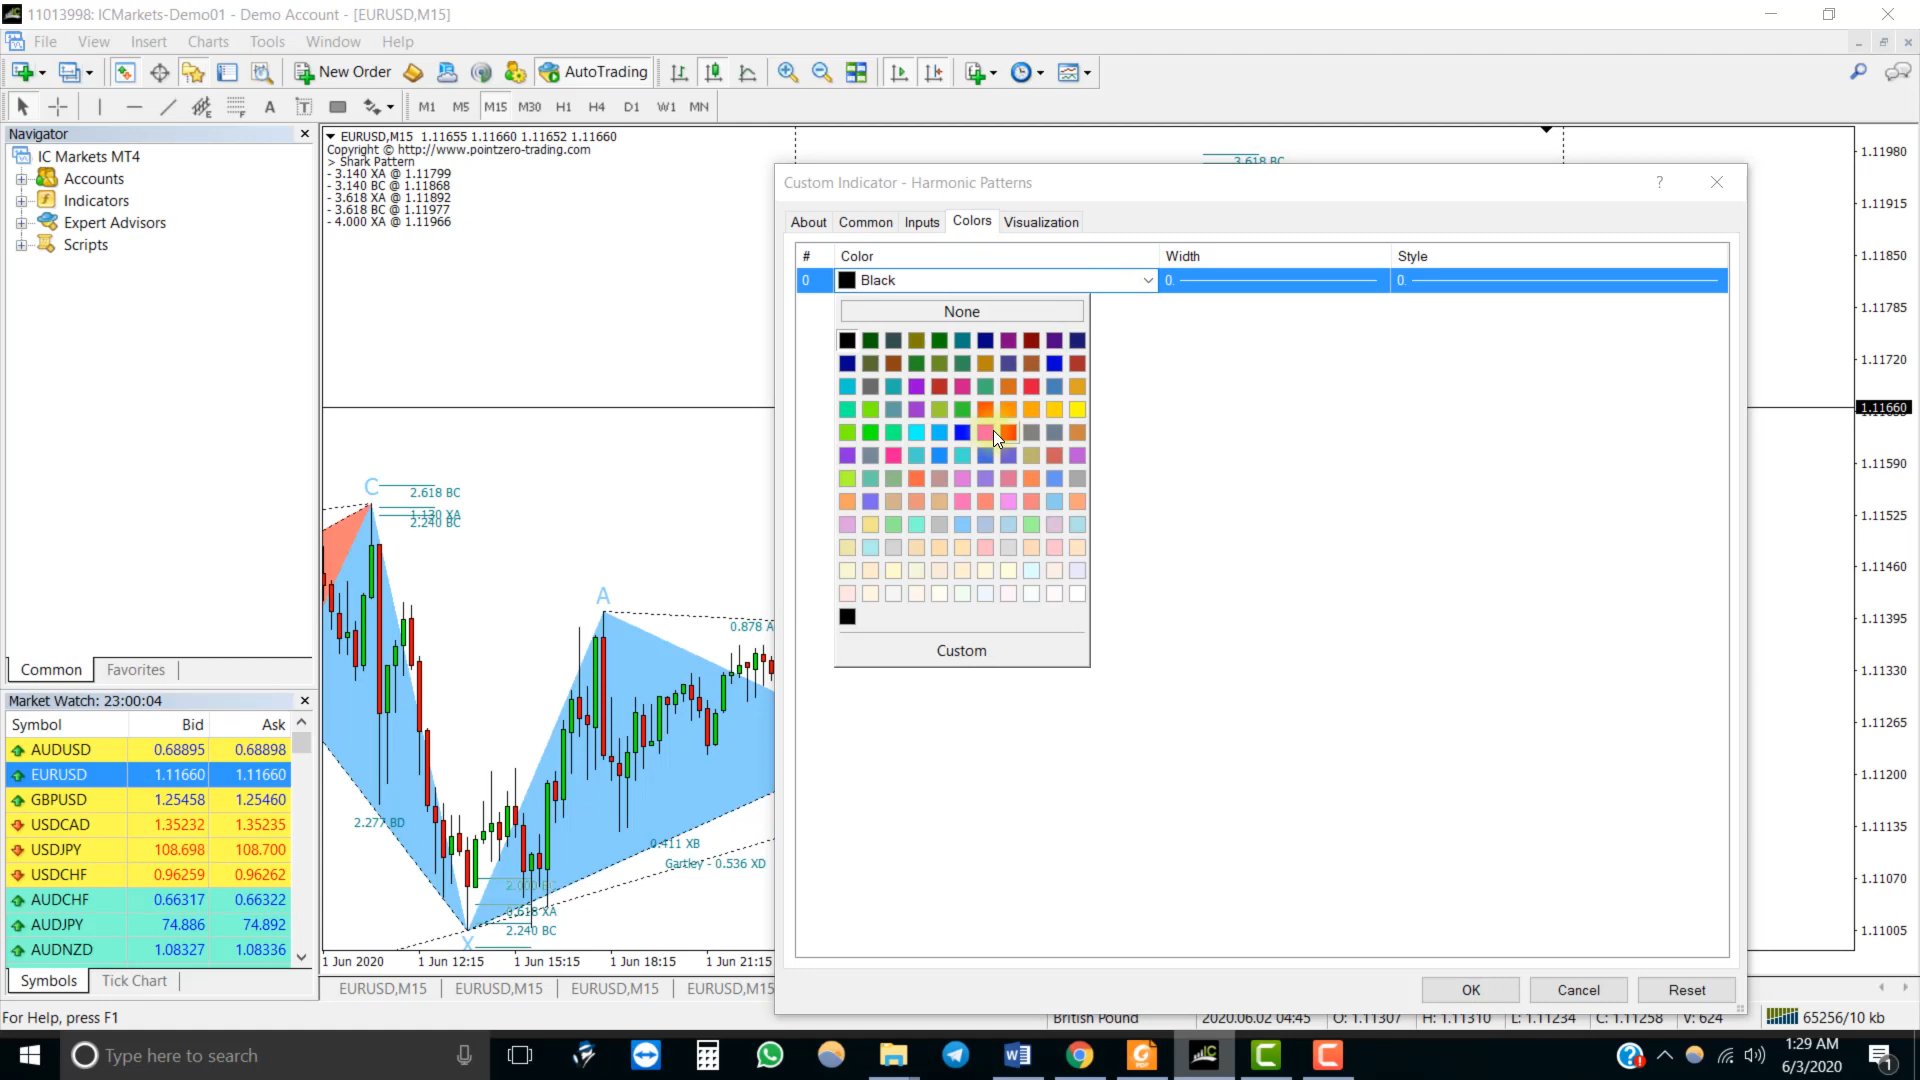 11013998: ICMarkets-Demo01 - Demo Account - [EURUSD,M15]
File View Insert Charts Tools Window Help
New Order AutoTrading
M1 M5 M15 M30 H1 H4 D1 W1 MN
Navigator
IC Markets MT4
Accounts
Indicators
Expert Advisors
Scripts
Common Favorites
Market Watch: 23:00:04
Symbol Bid Ask
AUDUSD 0.68895 0.68898
EURUSD 1.11660 1.11660
GBPUSD 1.25458 1.25460
USDCAD 1.35232 1.35235
USDJPY 108.698 108.700
USDCHF 0.96259 0.96262
AUDCHF 0.66317 0.66322
AUDJPY 74.886 74.892
AUDNZD 1.08327 1.08336
Symbols Tick Chart
EURUSD,M15 1.11655 1.11660 1.11652 1.11660
Copyright © http://www.pointzero-trading.com
> Shark Pattern
- 3.140 XA @ 1.11799
- 3.140 BC @ 1.11868
- 3.618 XA @ 1.11892
- 3.618 BC @ 1.11977
- 4.000 XA @ 1.11966
3.618 BC
C
2.618 BC
1.130 XA
2.240 BC
A
0.878 A
2.277 BD
0.411 XB
Gartley - 0.536 XD
2.000 BC
0.618 XA
2.240 BC
X
1 Jun 2020 1 Jun 12:15 1 Jun 15:15 1 Jun 18:15 1 Jun 21:15
EURUSD,M15 EURUSD,M15 EURUSD,M15 EURUSD,M15
Custom Indicator - Harmonic Patterns
?
About Common Inputs Colors Visualization
# Color Width Style
0 Black 0. 0.
None
Custom
OK Cancel Reset
1.11980
1.11915
1.11850
1.11785
1.11720
1.11660
1.11590
1.11525
1.11460
1.11395
1.11330
1.11265
1.11200
1.11135
1.11070
1.11005
For Help, press F1
British Pound 2020.06.02 04:45 O: 1.11307 H: 1.11310 L: 1.11234 C: 1.11258 V: 624 65256/10 kb
Type here to search
1:29 AM
6/3/2020
1